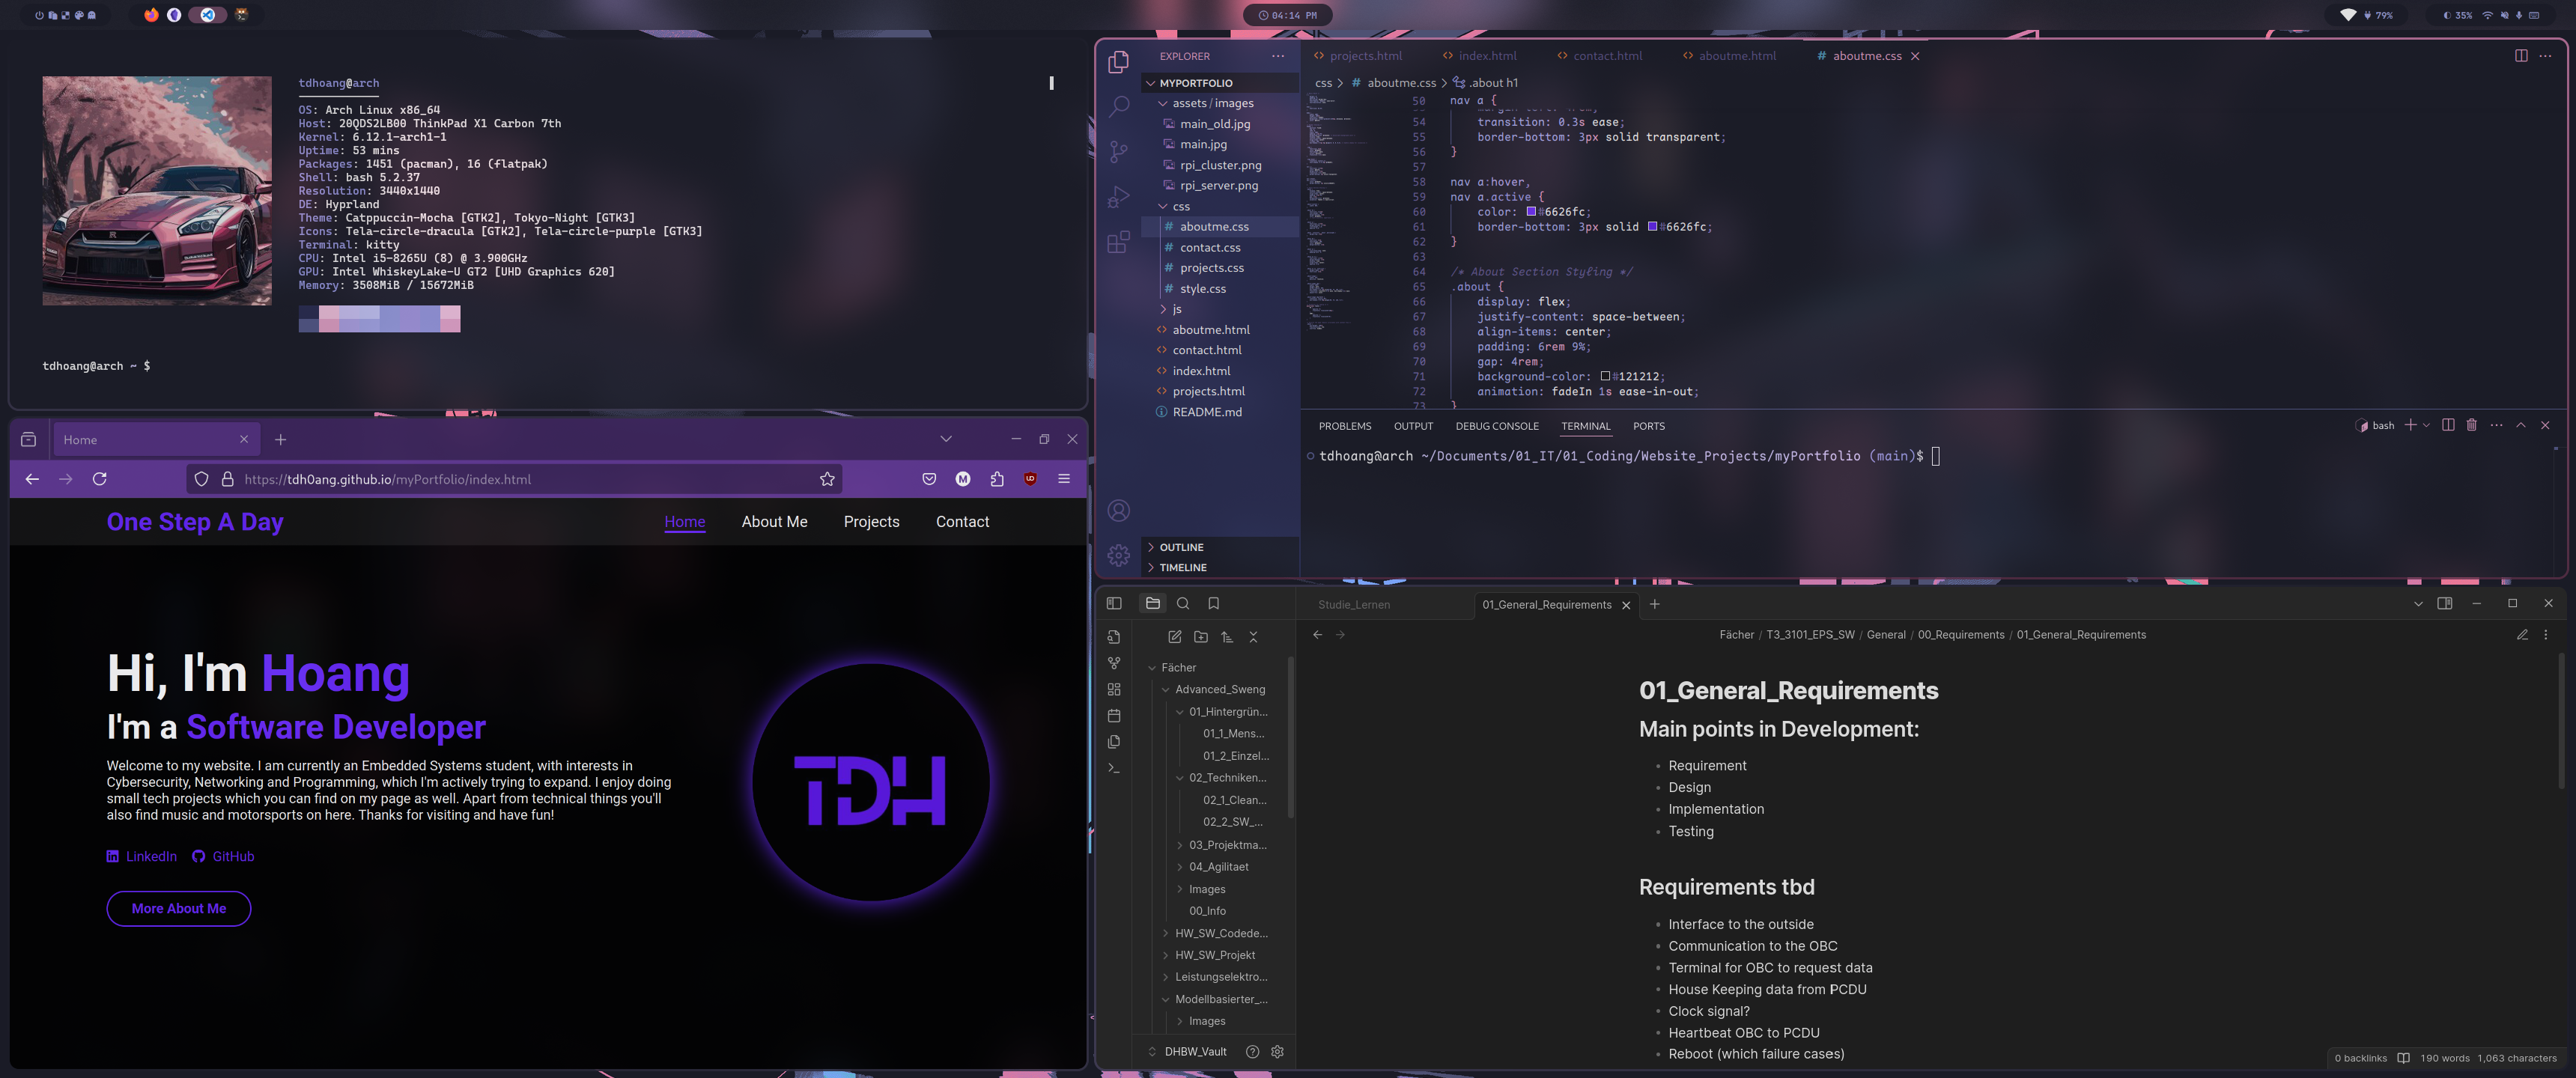 04:14 PM
79%
35%
tdhoang@arch
OS: Arch Linux x86_64
Host: 20QDS2LB00 ThinkPad X1 Carbon 7th
Kernel: 6.12.1-arch1-1
Uptime: 53 mins
Packages: 1451 (pacman), 16 (flatpak)
Shell: bash 5.2.37
Resolution: 3440x1440
DE: Hyprland
Theme: Catppuccin-Mocha [GTK2], Tokyo-Night [GTK3]
Icons: Tela-circle-dracula [GTK2], Tela-circle-purple [GTK3]
Terminal: kitty
CPU: Intel i5-8265U (8) @ 3.900GHz
GPU: Intel WhiskeyLake-U GT2 [UHD Graphics 620]
Memory: 3508MiB / 15672MiB
tdhoang@arch ~ $
EXPLORER
MYPORTFOLIO
assets / images
main_old.jpg
main.jpg
rpi_cluster.png
rpi_server.png
css
aboutme.css
contact.css
projects.css
style.css
js
aboutme.html
contact.html
index.html
projects.html
README.md
OUTLINE
TIMELINE
projects.html
index.html
contact.html
aboutme.html
aboutme.css
css > # aboutme.css > .about h1
50 nav a {
54 transition: 0.3s ease;
55 border-bottom: 3px solid transparent;
56 }
57
58 nav a:hover,
59 nav a.active {
60 color: #6626fc;
61 border-bottom: 3px solid #6626fc;
62 }
63
64 /* About Section Styling */
65 .about {
66 display: flex;
67 justify-content: space-between;
68 align-items: center;
69 padding: 6rem 9%;
70 gap: 4rem;
71 background-color: #121212;
72 animation: fadeIn 1s ease-in-out;
73 }
PROBLEMS OUTPUT DEBUG CONSOLE TERMINAL PORTS
bash
tdhoang@arch ~/Documents/01_IT/01_Coding/Website_Projects/myPortfolio (main)$
Home
https://tdh0ang.github.io/myPortfolio/index.html
One Step A Day
Home
About Me
Projects
Contact
Hi, I'm Hoang
I'm a Software Developer
Welcome to my website. I am currently an Embedded Systems student, with interests in
Cybersecurity, Networking and Programming, which I'm actively trying to expand. I enjoy doing
small tech projects which you can find on my page as well. Apart from technical things you'll
also find music and motorsports on here. Thanks for visiting and have fun!
LinkedIn GitHub
More About Me
TDH
Studie_Lernen
01_General_Requirements
Fächer / T3_3101_EPS_SW / General / 00_Requirements / 01_General_Requirements
Fächer
Advanced_Sweng
01_Hintergrün...
01_1_Mens...
01_2_Einzel...
02_Techniken...
02_1_Clean...
02_2_SW_...
03_Projektma...
04_Agilitaet
Images
00_Info
HW_SW_Codede...
HW_SW_Projekt
Leistungselektro...
Modellbasierter_...
Images
DHBW_Vault
01_General_Requirements
Main points in Development:
• Requirement
• Design
• Implementation
• Testing
Requirements tbd
• Interface to the outside
• Communication to the OBC
• Terminal for OBC to request data
• House Keeping data from PCDU
• Clock signal?
• Heartbeat OBC to PCDU
• Reboot (which failure cases)
0 backlinks 190 words 1,063 characters